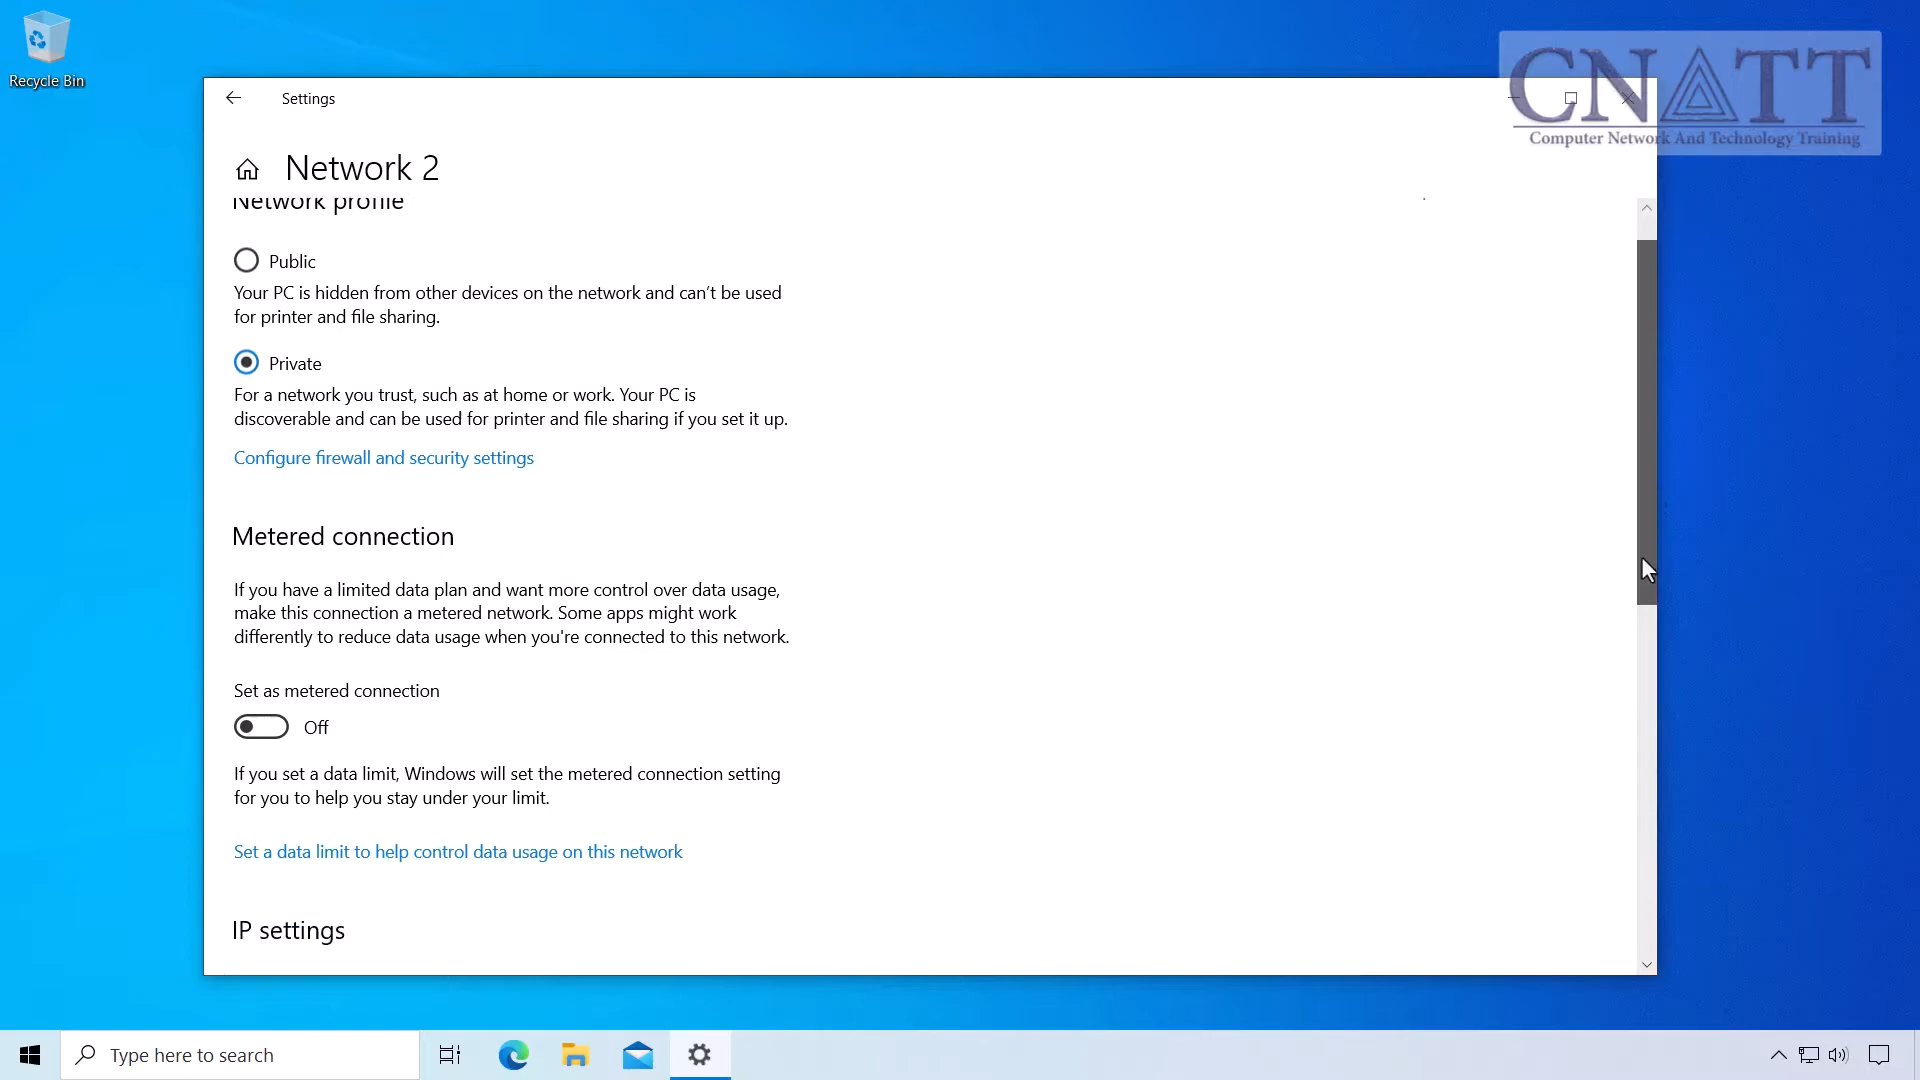 Recycle Bin
Settings
CNATT
Computer Network And Technology Training
Network 2
Network profile
Public
Your PC is hidden from other devices on the network and can’t be used
for printer and file sharing.
Private
For a network you trust, such as at home or work. Your PC is
discoverable and can be used for printer and file sharing if you set it up.
Configure firewall and security settings
Metered connection
If you have a limited data plan and want more control over data usage,
make this connection a metered network. Some apps might work
differently to reduce data usage when you're connected to this network.
Set as metered connection
Off
If you set a data limit, Windows will set the metered connection setting
for you to help you stay under your limit.
Set a data limit to help control data usage on this network
IP settings
Type here to search